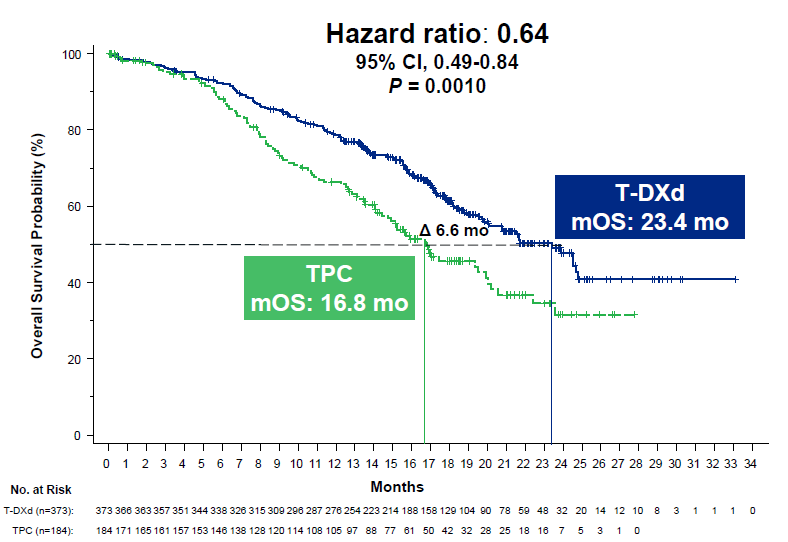 Hazard ratio: 0.64
95% CI, 0.49-0.84
P = 0.0010
Overall Survival Probability (%)
100
80
60
40
20
0
T-DXd
mOS: 23.4 mo
Δ 6.6 mo
TPC
mOS: 16.8 mo
0 1 2 3 4 5 6 7 8 9 10 11 12 13 14 15 16 17 18 19 20 21 22 23 24 25 26 27 28 29 30 31 32 33 34
No. at Risk
Months
T-DXd (n=373): 373 366 363 357 351 344 338 326 315 309 296 287 276 254 223 214 188 158 129 104 90 78 59 48 32 20 14 12 10 8 3 1 1 1 0
TPC (n=184): 184 171 165 161 157 153 146 138 128 120 114 108 105 97 88 77 61 50 42 32 28 25 18 16 7 5 3 1 0